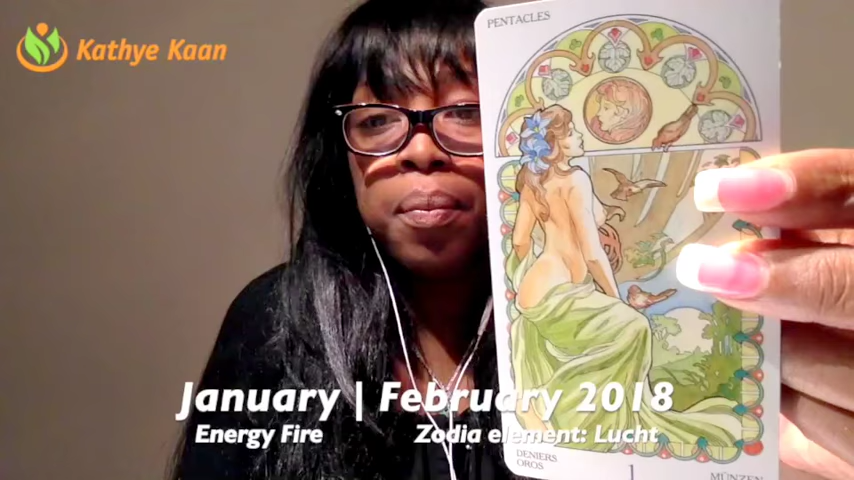 PENTACLES
Kathye Kaan
January | February 2018
Energy Fire
Zodia element: Lucht
DENIERS
OROS
1
MÜNZEN